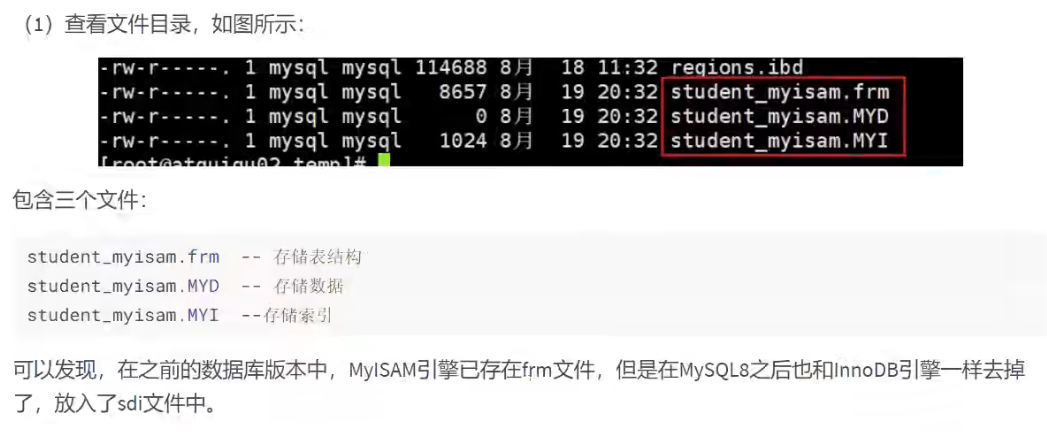 （1）查看文件目录，如图所示：
-rw-r-----. 1 mysql mysql 114688 8月  18 11:32 regions.ibd
-rw-r-----. 1 mysql mysql   8657 8月  19 20:32 student_myisam.frm
-rw-r-----. 1 mysql mysql      0 8月  19 20:32 student_myisam.MYD
-rw-r-----. 1 mysql mysql   1024 8月  19 20:32 student_myisam.MYI
[root@atguigu02 temp]#
包含三个文件：
student_myisam.frm  -- 存储表结构
student_myisam.MYD  -- 存储数据
student_myisam.MYI  --存储索引
可以发现，在之前的数据库版本中，MyISAM引擎已存在frm文件，但是在MySQL8之后也和InnoDB引擎一样去掉
了，放入了sdi文件中。